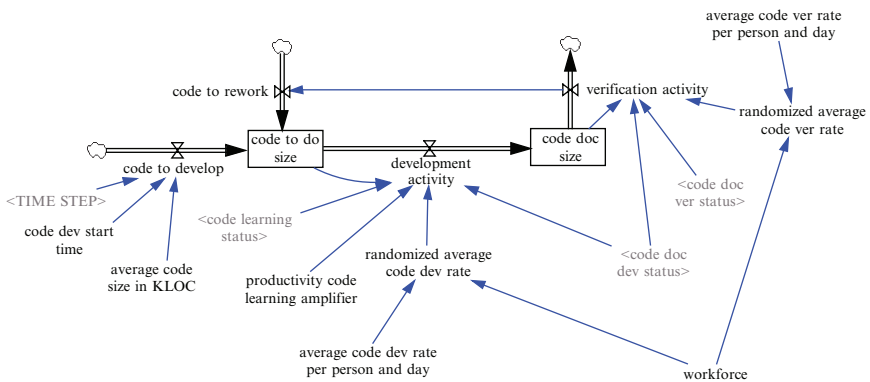 average code ver rate
per person and day
code to rework
verification activity
randomized average
code ver rate
code to do
size
code doc
size
code to develop
development
activity
<TIME STEP>
<code learning
status>
<code doc
ver status>
code dev start
time
average code
size in KLOC
productivity code
learning amplifier
randomized average
code dev rate
<code doc
dev status>
average code dev rate
per person and day
workforce